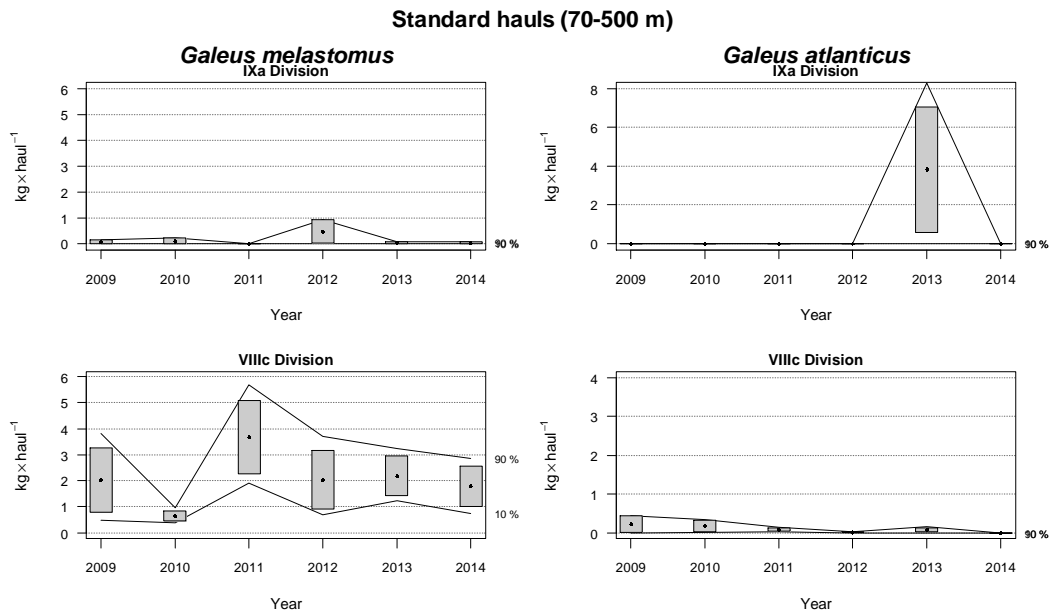 Standard hauls (70-500 m)
Galeus melastomus
IXa Division
kg×haul⁻¹
6
5
4
3
2
1
0
90 %
2009 2010 2011 2012 2013 2014
Year
Galeus atlanticus
IXa Division
kg×haul⁻¹
8
6
4
2
0
90 %
2009 2010 2011 2012 2013 2014
Year
VIIIc Division
kg×haul⁻¹
6
5
4
3
2
1
0
90 %
10 %
2009 2010 2011 2012 2013 2014
Year
VIIIc Division
kg×haul⁻¹
4
3
2
1
0
90 %
2009 2010 2011 2012 2013 2014
Year